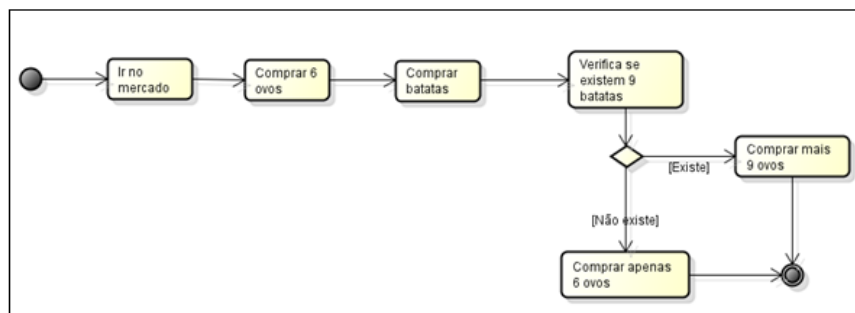 Ir no
mercado
Comprar 6
ovos
Comprar
batatas
Verifica se
existem 9
batatas
[Existe]
Comprar mais
9 ovos
[Não existe]
Comprar apenas
6 ovos